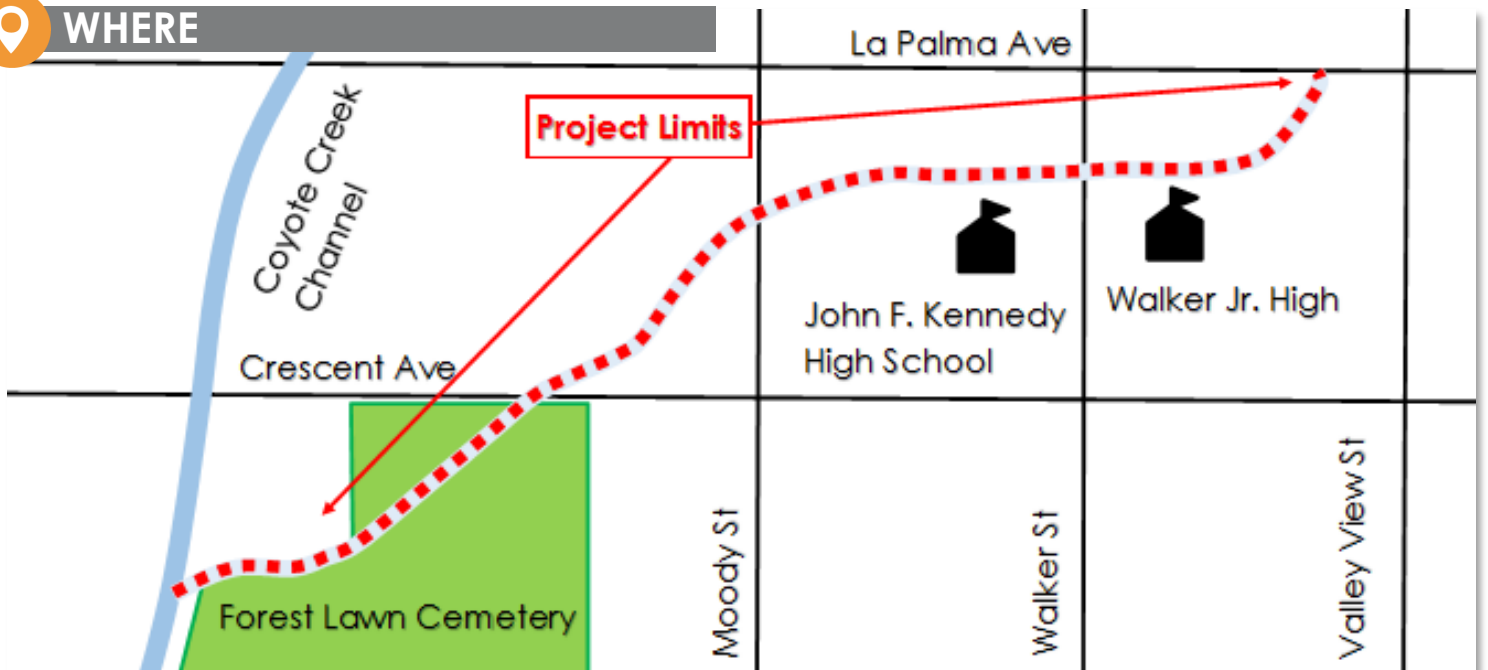 WHERE
La Palma Ave
Project Limits
Coyote Creek
Channel
John F. Kennedy
High School
Walker Jr. High
Crescent Ave
Forest Lawn Cemetery
Moody St
Walker St
Valley View St